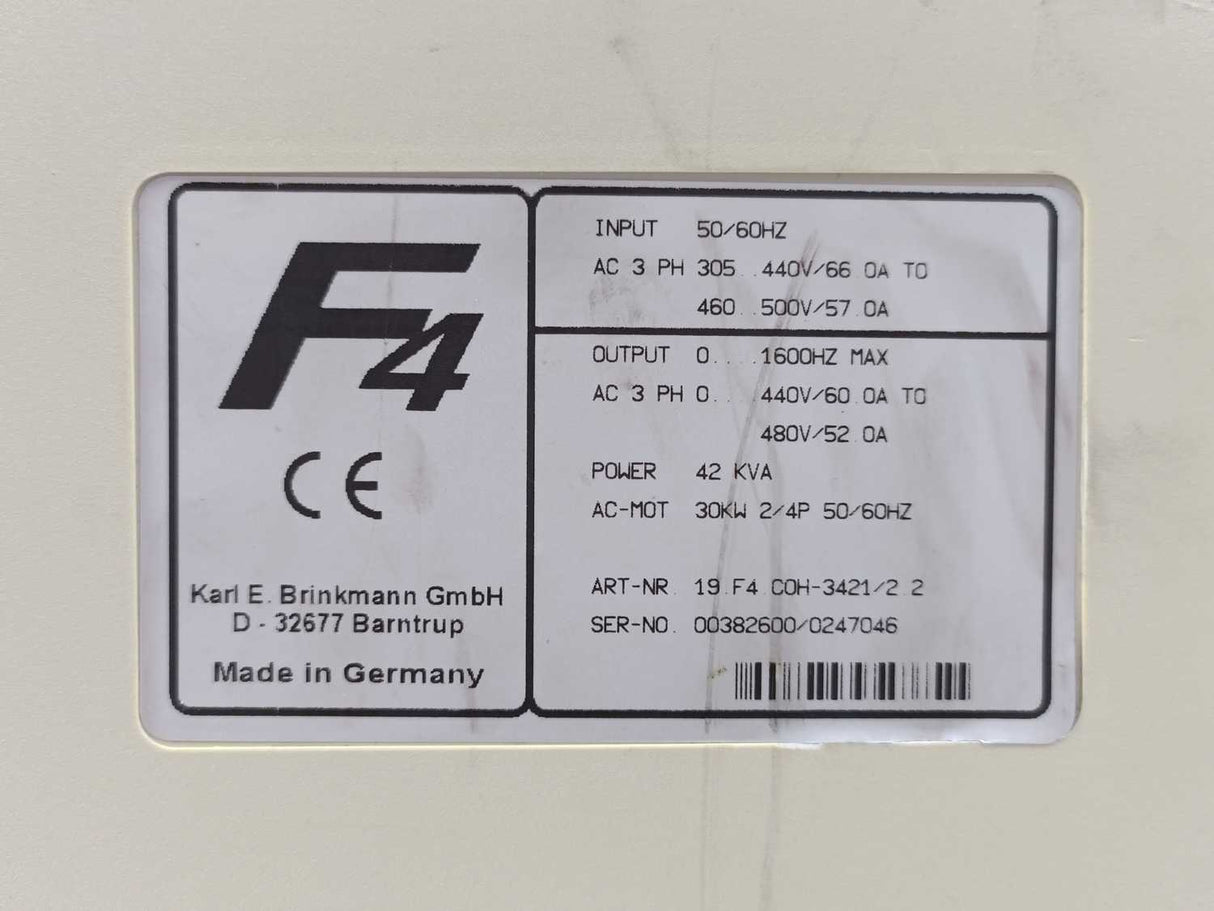 F4
CE
Karl E. Brinkmann GmbH
D - 32677 Barntrup
Made in Germany
INPUT 50/60HZ
AC 3 PH 305...440V/66.0A TO
460...500V/57.0A
OUTPUT 0.....1600HZ MAX
AC 3 PH 0.....440V/60.0A TO
480V/52.0A
POWER 42 KVA
AC-MOT 30KW 2/4P 50/60HZ
ART-NR. 19.F4.C0H-3421/2.2
SER-NO. 00382600/0247046